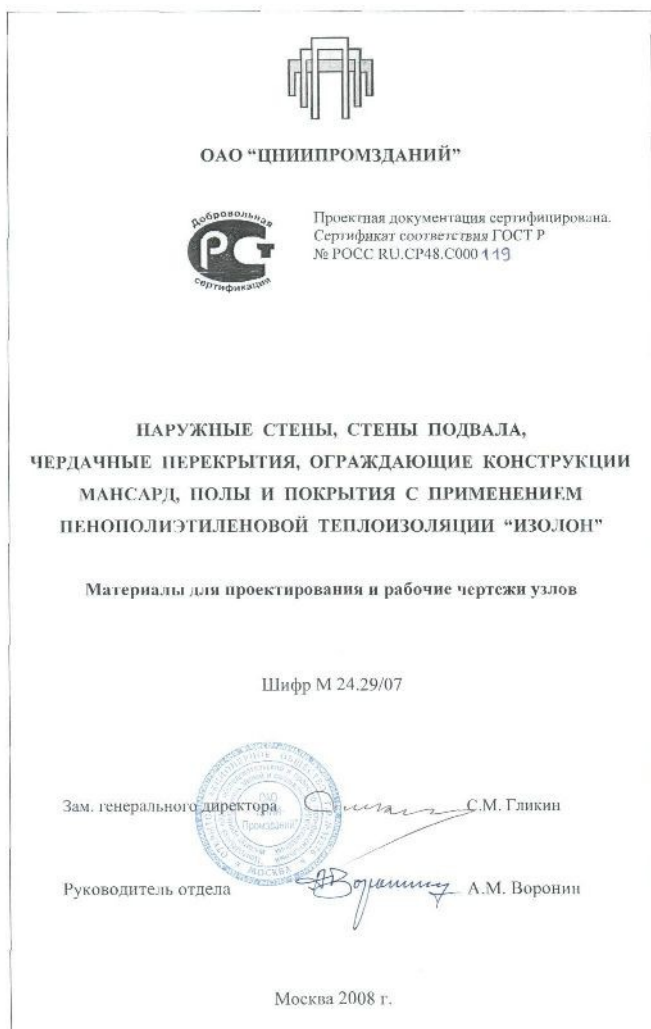 ОАО “ЦНИИПРОМЗДАНИЙ”
Добровольная
РСТ
сертификация
Проектная документация сертифицирована.
Сертификат соответствия ГОСТ Р
№ РОСС RU.СР48.С000 119
НАРУЖНЫЕ СТЕНЫ, СТЕНЫ ПОДВАЛА,
ЧЕРДАЧНЫЕ ПЕРЕКРЫТИЯ, ОГРАЖДАЮЩИЕ КОНСТРУКЦИИ
МАНСАРД, ПОЛЫ И ПОКРЫТИЯ С ПРИМЕНЕНИЕМ
ПЕНОПОЛИЭТИЛЕНОВОЙ ТЕПЛОИЗОЛЯЦИИ “ИЗОЛОН”
Материалы для проектирования и рабочие чертежи узлов
Шифр М 24.29/07
Зам. генерального директора С.М. Гликин
Руководитель отдела А.М. Воронин
Москва 2008 г.